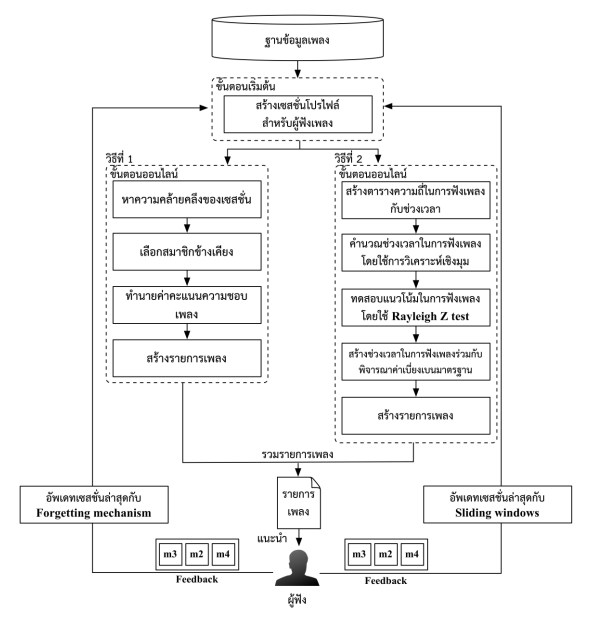 ฐานข้อมูลเพลง
ขั้นตอนเริ่มต้น
สร้างเซสชั่นโปรไฟล์
สำหรับผู้ฟังเพลง
วิธีที่ 1
ขั้นตอนออนไลน์
หาความคล้ายคลึงของเซสชั่น
เลือกสมาชิกข้างเคียง
ทำนายค่าคะแนนความชอบ
เพลง
สร้างรายการเพลง
วิธีที่ 2
ขั้นตอนออนไลน์
สร้างตารางความถี่ในการฟังเพลง
กับช่วงเวลา
คำนวณช่วงเวลาในการฟังเพลง
โดยใช้การวิเคราะห์เชิงมุม
ทดสอบแนวโน้มในการฟังเพลง
โดยใช้ Rayleigh Z test
สร้างช่วงเวลาในการฟังเพลงร่วมกับ
พิจารณาค่าเบี่ยงเบนมาตรฐาน
สร้างรายการเพลง
รวมรายการเพลง
อัพเดทเซสชั่นล่าสุดกับ
Forgetting mechanism
รายการ
เพลง
อัพเดทเซสชั่นล่าสุดกับ
Sliding windows
แนะนำ
m3 m2 m4
Feedback
m3 m2 m4
Feedback
ผู้ฟัง